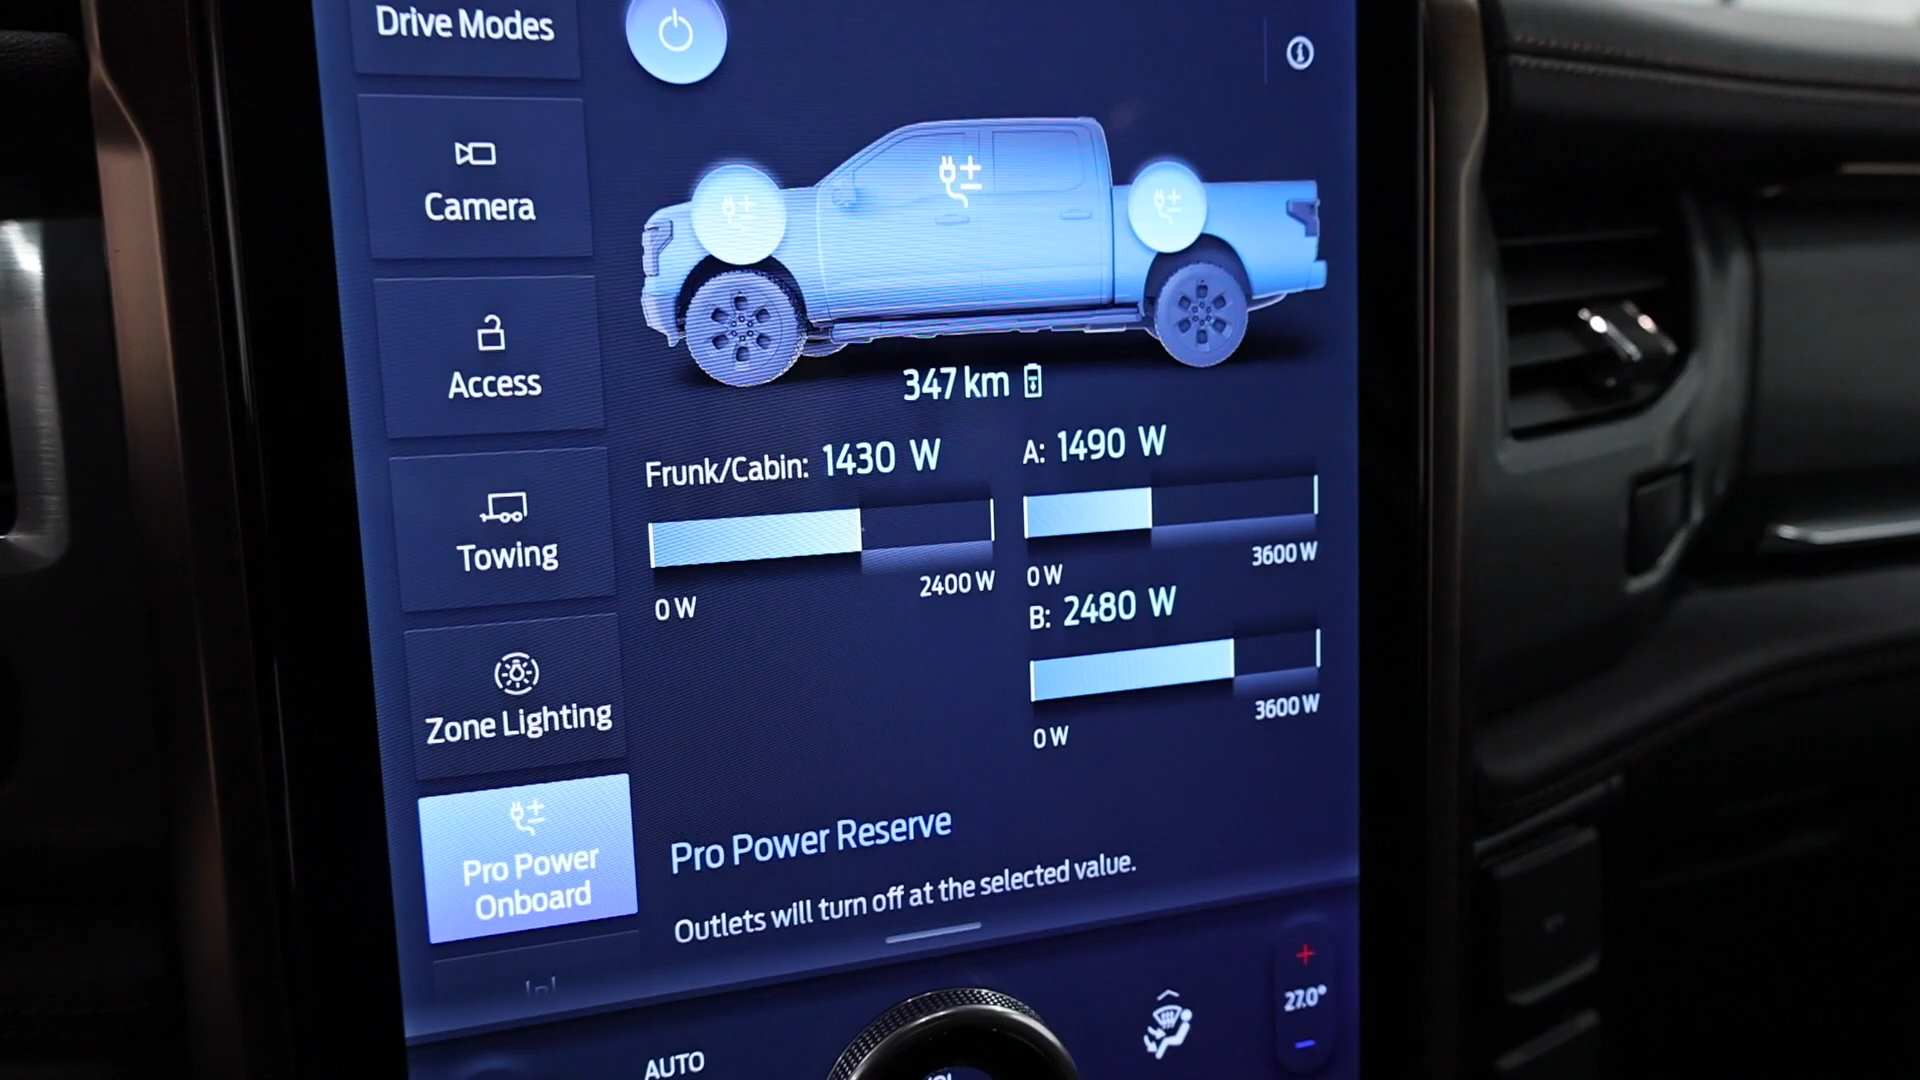 Drive Modes
Camera
Access
Towing
Zone Lighting
Pro Power
Onboard
347 km
Frunk/Cabin: 1430 W
0 W
2400 W
A: 1490 W
0 W
3600 W
B: 2480 W
0 W
3600 W
Pro Power Reserve
Outlets will turn off at the selected value.
AUTO
+
27.0°
−